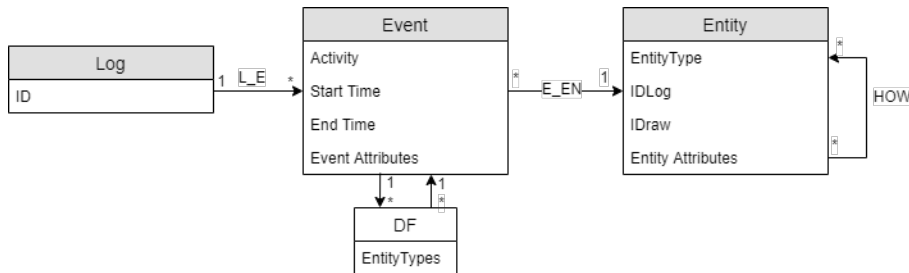 Log
ID
1
L_E
*
Event
Activity
Start Time
End Time
Event Attributes
*
E_EN
1
Entity
EntityType
IDLog
IDraw
Entity Attributes
*
HOW
*
1
*
1
*
DF
EntityTypes